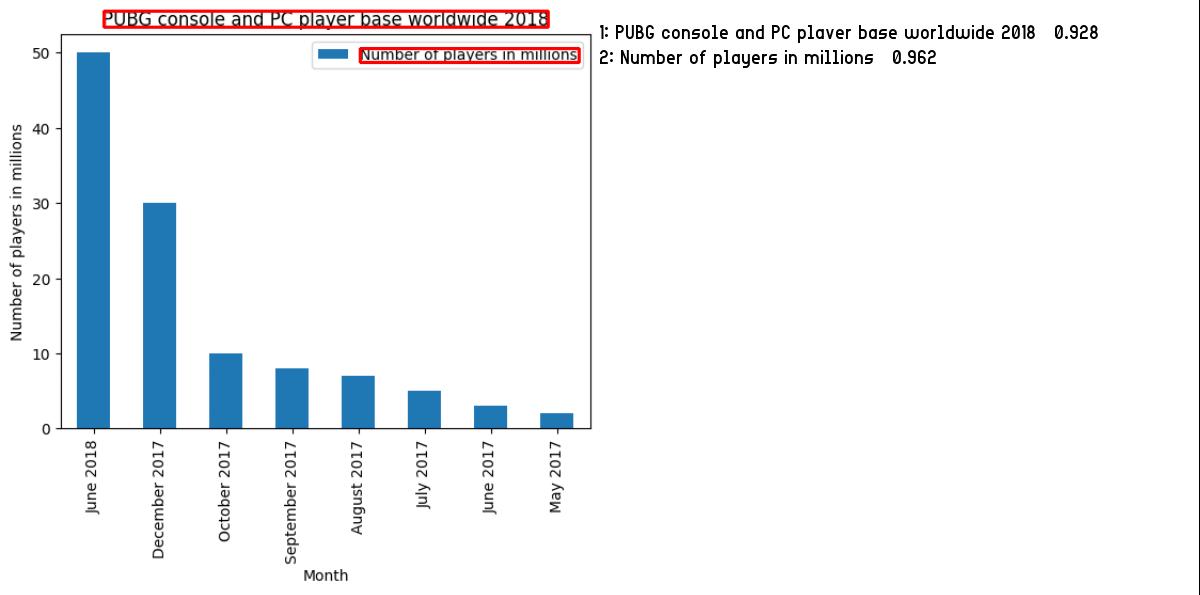 PUBG console and PC player base worldwide 2018
1: PUBG console and PC plaver base worldwide 2018 0.928
Number of players in millions
2: Number of players in millions 0.962
Number of players in millions
50
40
30
20
10
0
June 2018
December 2017
October 2017
September 2017
August 2017
July 2017
June 2017
May 2017
Month